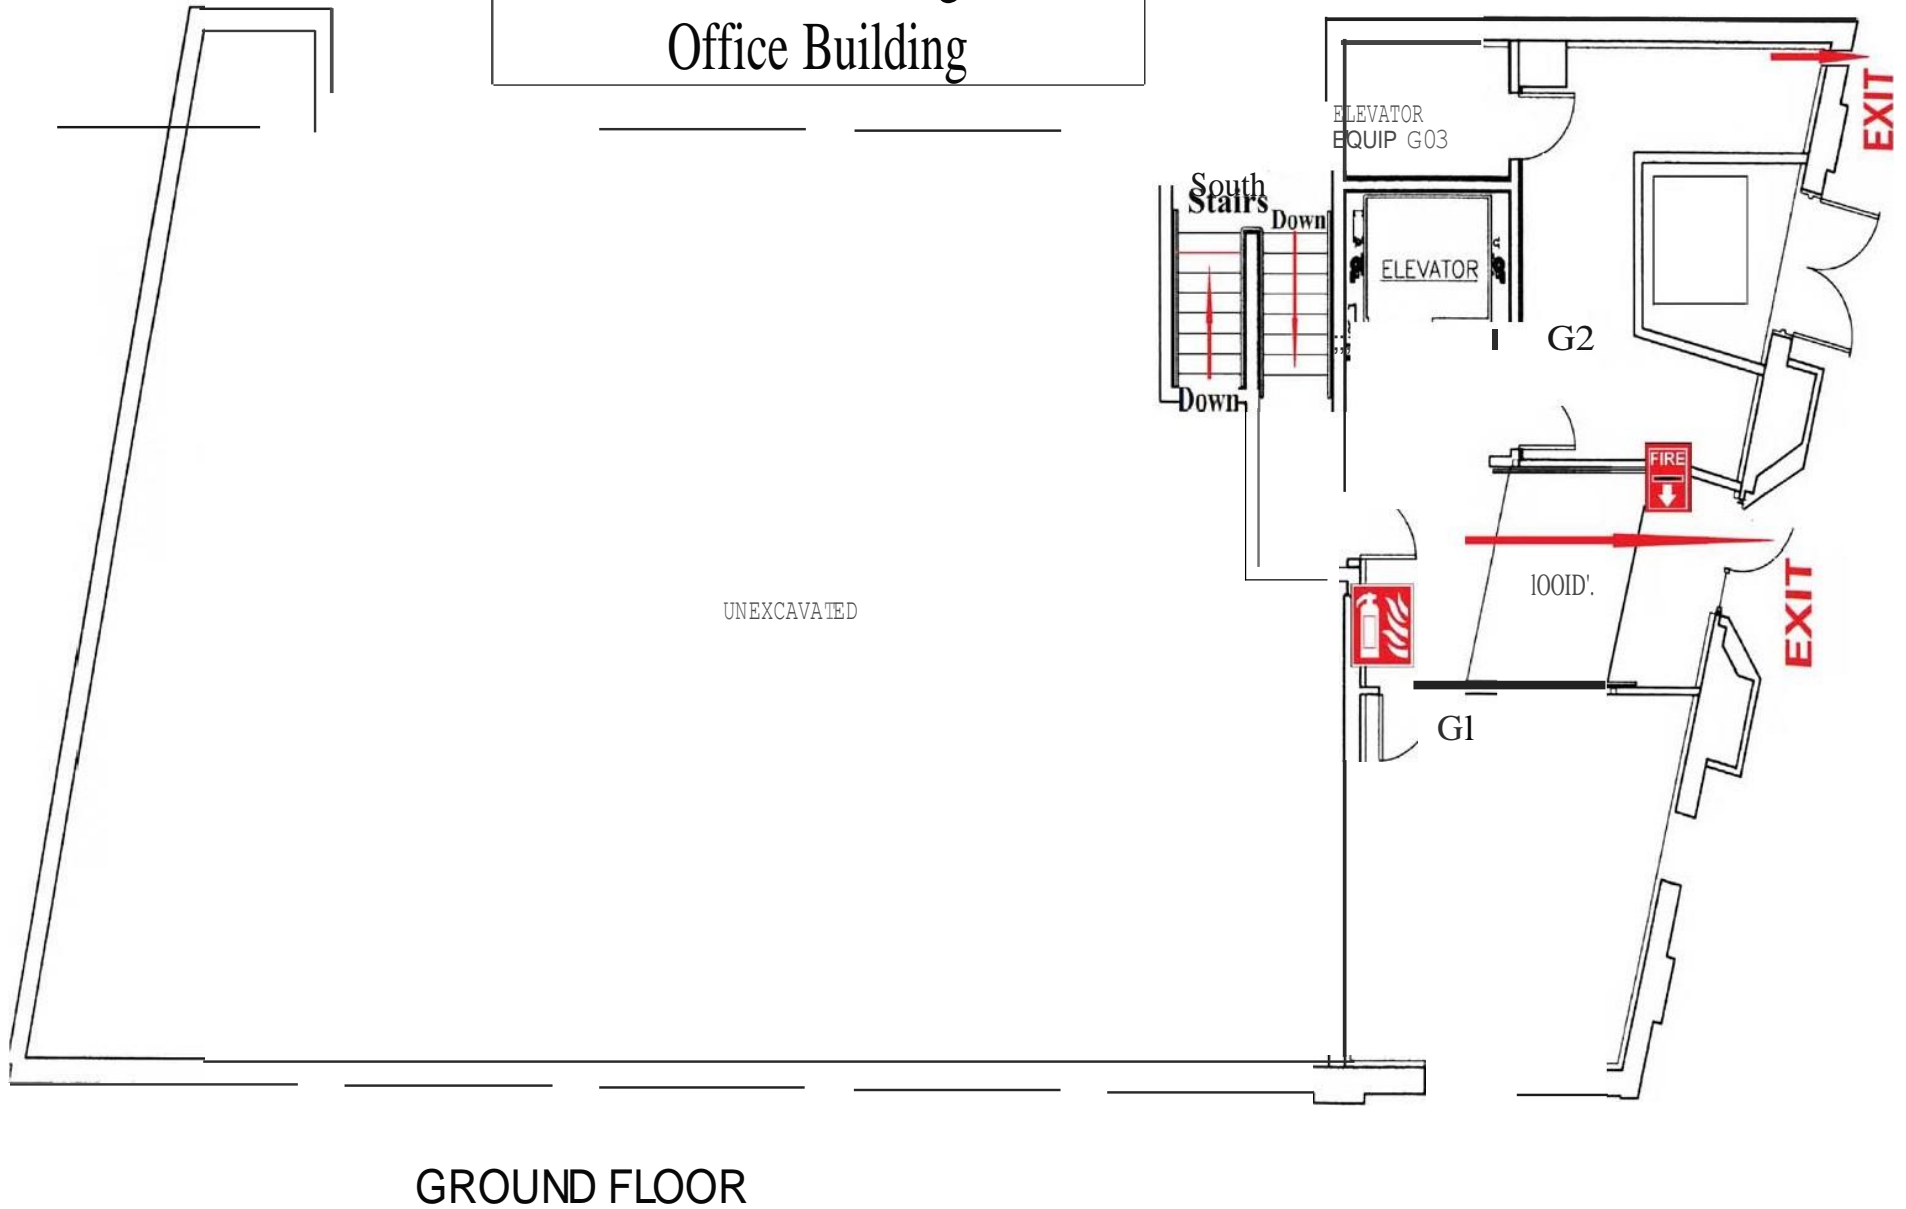 Office Building
EXIT
ELEVATOR
EQUIP G03
South
Stairs
Down
ELEVATOR
G2
Down
FIRE
UNEXCAVATED
EXIT
G1
GROUND FLOOR